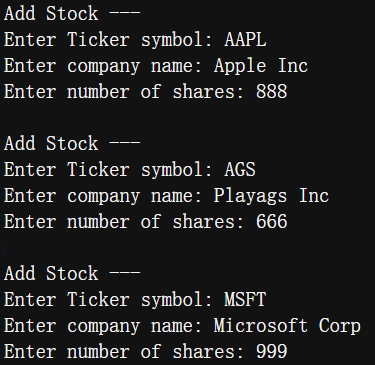 Add Stock ---
Enter Ticker symbol: AAPL
Enter company name: Apple Inc
Enter number of shares: 888
Add Stock ---
Enter Ticker symbol: AGS
Enter company name: Playags Inc
Enter number of shares: 666
Add Stock ---
Enter Ticker symbol: MSFT
Enter company name: Microsoft Corp
Enter number of shares: 999